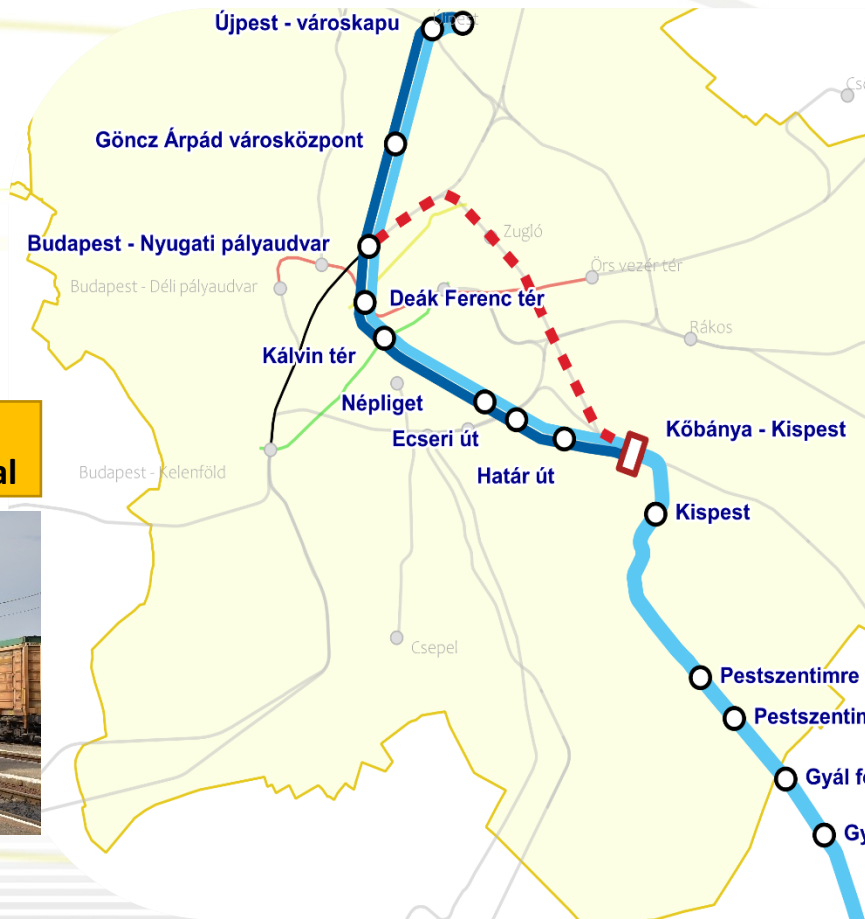 Újpest - városkapu
Újpest
Göncz Árpád városközpont
Budapest - Nyugati pályaudvar
Zugló
Örs vezér tér
Budapest - Déli pályaudvar
Deák Ferenc tér
Rákos
Kálvin tér
Népliget
Ecseri út
Kőbánya - Kispest
Határ út
Budapest - Kelenföld
Kispest
Csepel
Pestszentimre